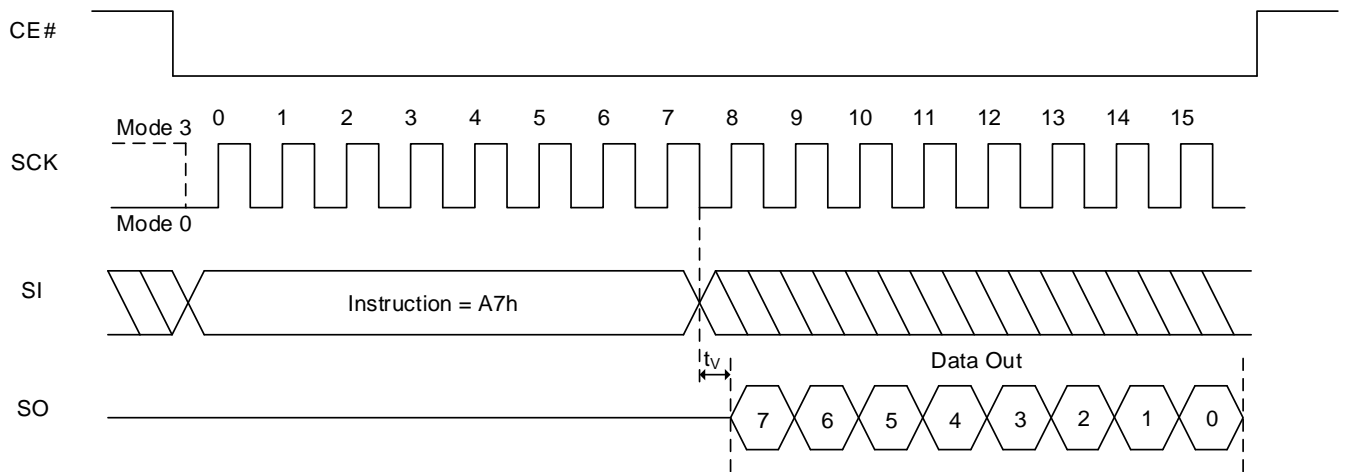 CE#
Mode 3 0 1 2 3 4 5 6 7 8 9 10 11 12 13 14 15
SCK
Mode 0
SI Instruction = A7h
tV Data Out
SO 7 6 5 4 3 2 1 0